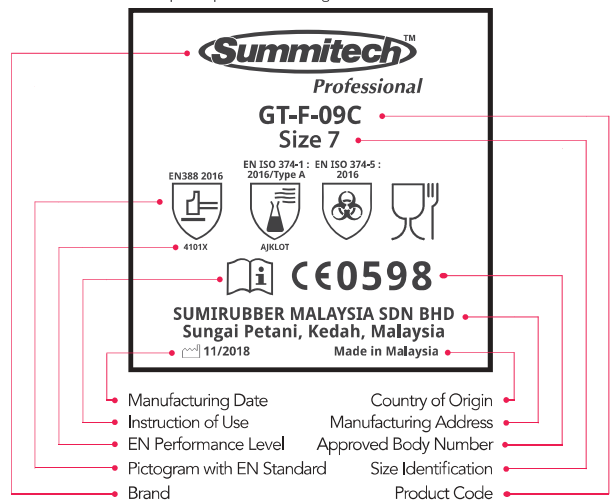 Summitech™
Professional
GT-F-09C
Size 7
EN388 2016
EN ISO 374-1 :
2016/Type A
EN ISO 374-5 :
2016
4101X
AJKLOT
i
CE0598
SUMIRUBBER MALAYSIA SDN BHD
Sungai Petani, Kedah, Malaysia
11/2018 Made in Malaysia
Manufacturing Date Country of Origin
Instruction of Use Manufacturing Address
EN Performance Level Approved Body Number
Pictogram with EN Standard Size Identification
Brand Product Code